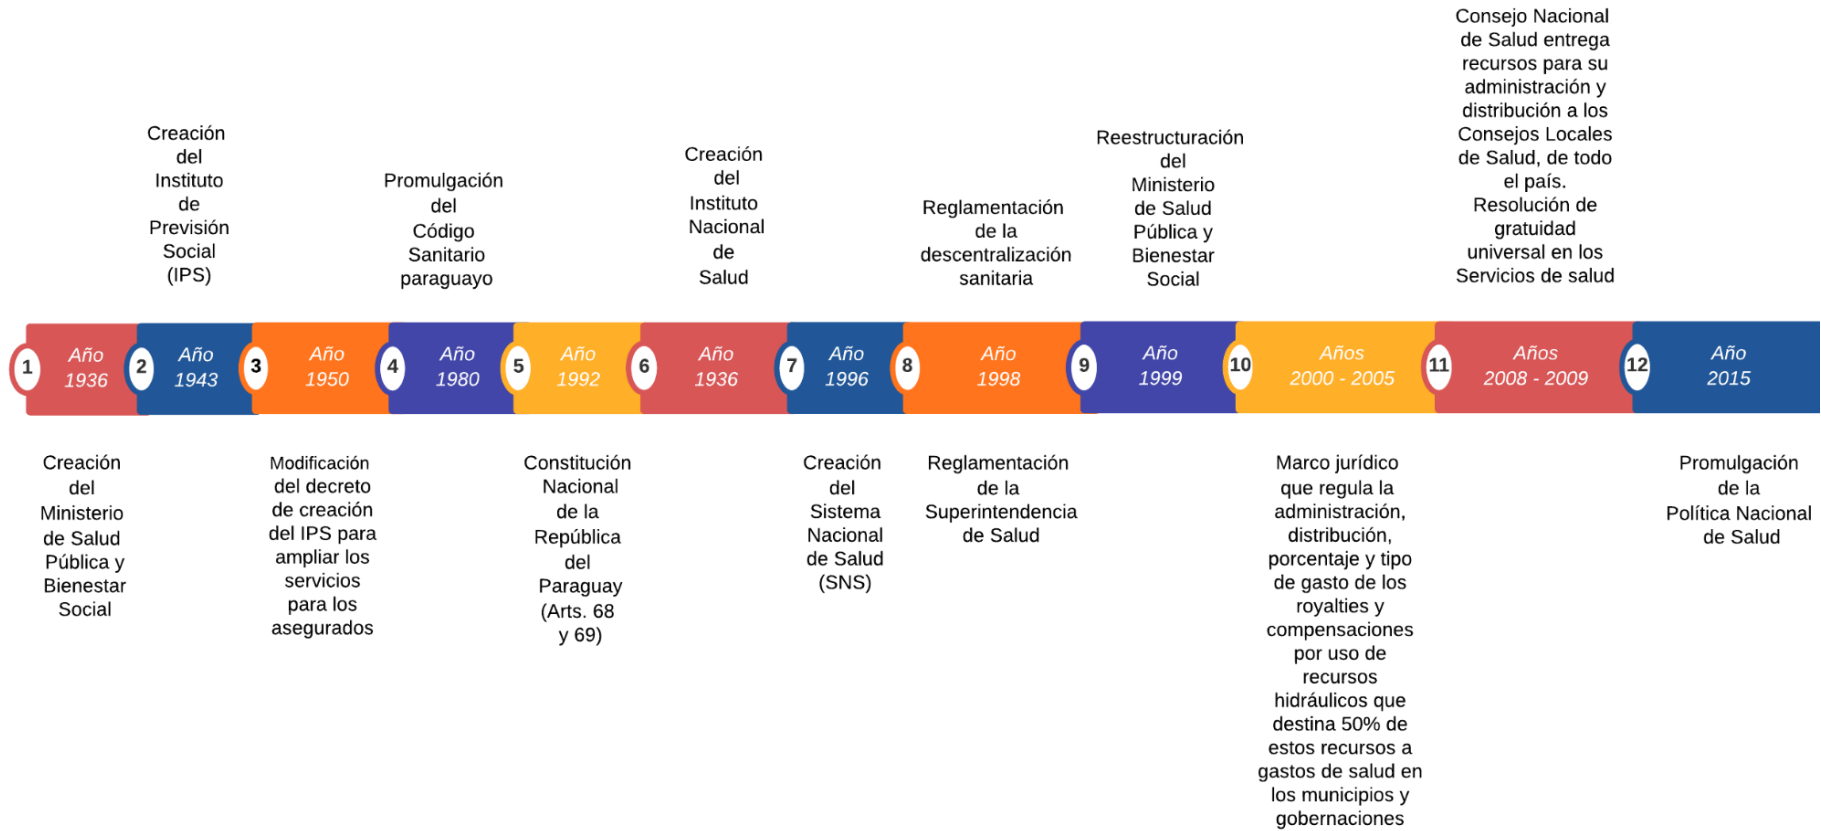 Creación
del
Instituto
de
Previsión
Social
(IPS)
Promulgación
del
Código
Sanitario
paraguayo
Creación
del
Instituto
Nacional
de
Salud
Reglamentación
de la
descentralización
sanitaria
Reestructuración
del
Ministerio
de Salud
Pública y
Bienestar
Social
Consejo Nacional
de Salud entrega
recursos para su
administración y
distribución a los
Consejos Locales
de Salud, de todo
el país.
Resolución de
gratuidad
universal en los
Servicios de salud
1
Año
1936
2
Año
1943
3
Año
1950
4
Año
1980
5
Año
1992
6
Año
1936
7
Año
1996
8
Año
1998
9
Año
1999
10
Años
2000 - 2005
11
Años
2008 - 2009
12
Año
2015
Creación
del
Ministerio
de Salud
Pública y
Bienestar
Social
Modificación
del decreto
de creación
del IPS para
ampliar los
servicios
para los
asegurados
Constitución
Nacional
de la
República
del
Paraguay
(Arts. 68
y 69)
Creación
del
Sistema
Nacional
de Salud
(SNS)
Reglamentación
de la
Superintendencia
de Salud
Marco jurídico
que regula la
administración,
distribución,
porcentaje y tipo
de gasto de los
royalties y
compensaciones
por uso de
recursos
hidráulicos que
destina 50% de
estos recursos a
gastos de salud en
los municipios y
gobernaciones
Promulgación
de la
Política Nacional
de Salud